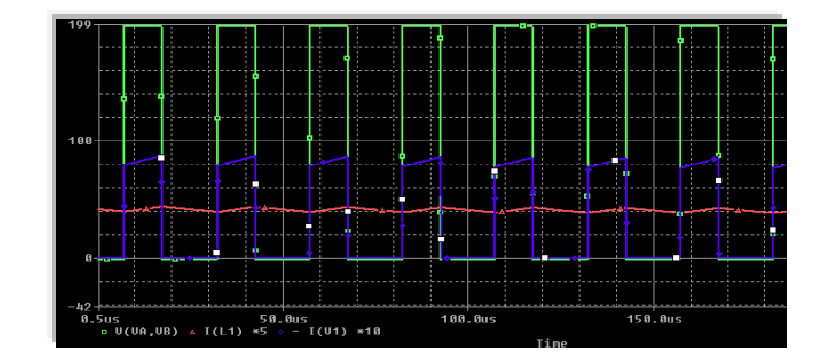 199
100
0
-42
0.5us 50.0us 100.0us 150.0us
V(VA,VB) I(L1) *5 - I(V1) *10
Time